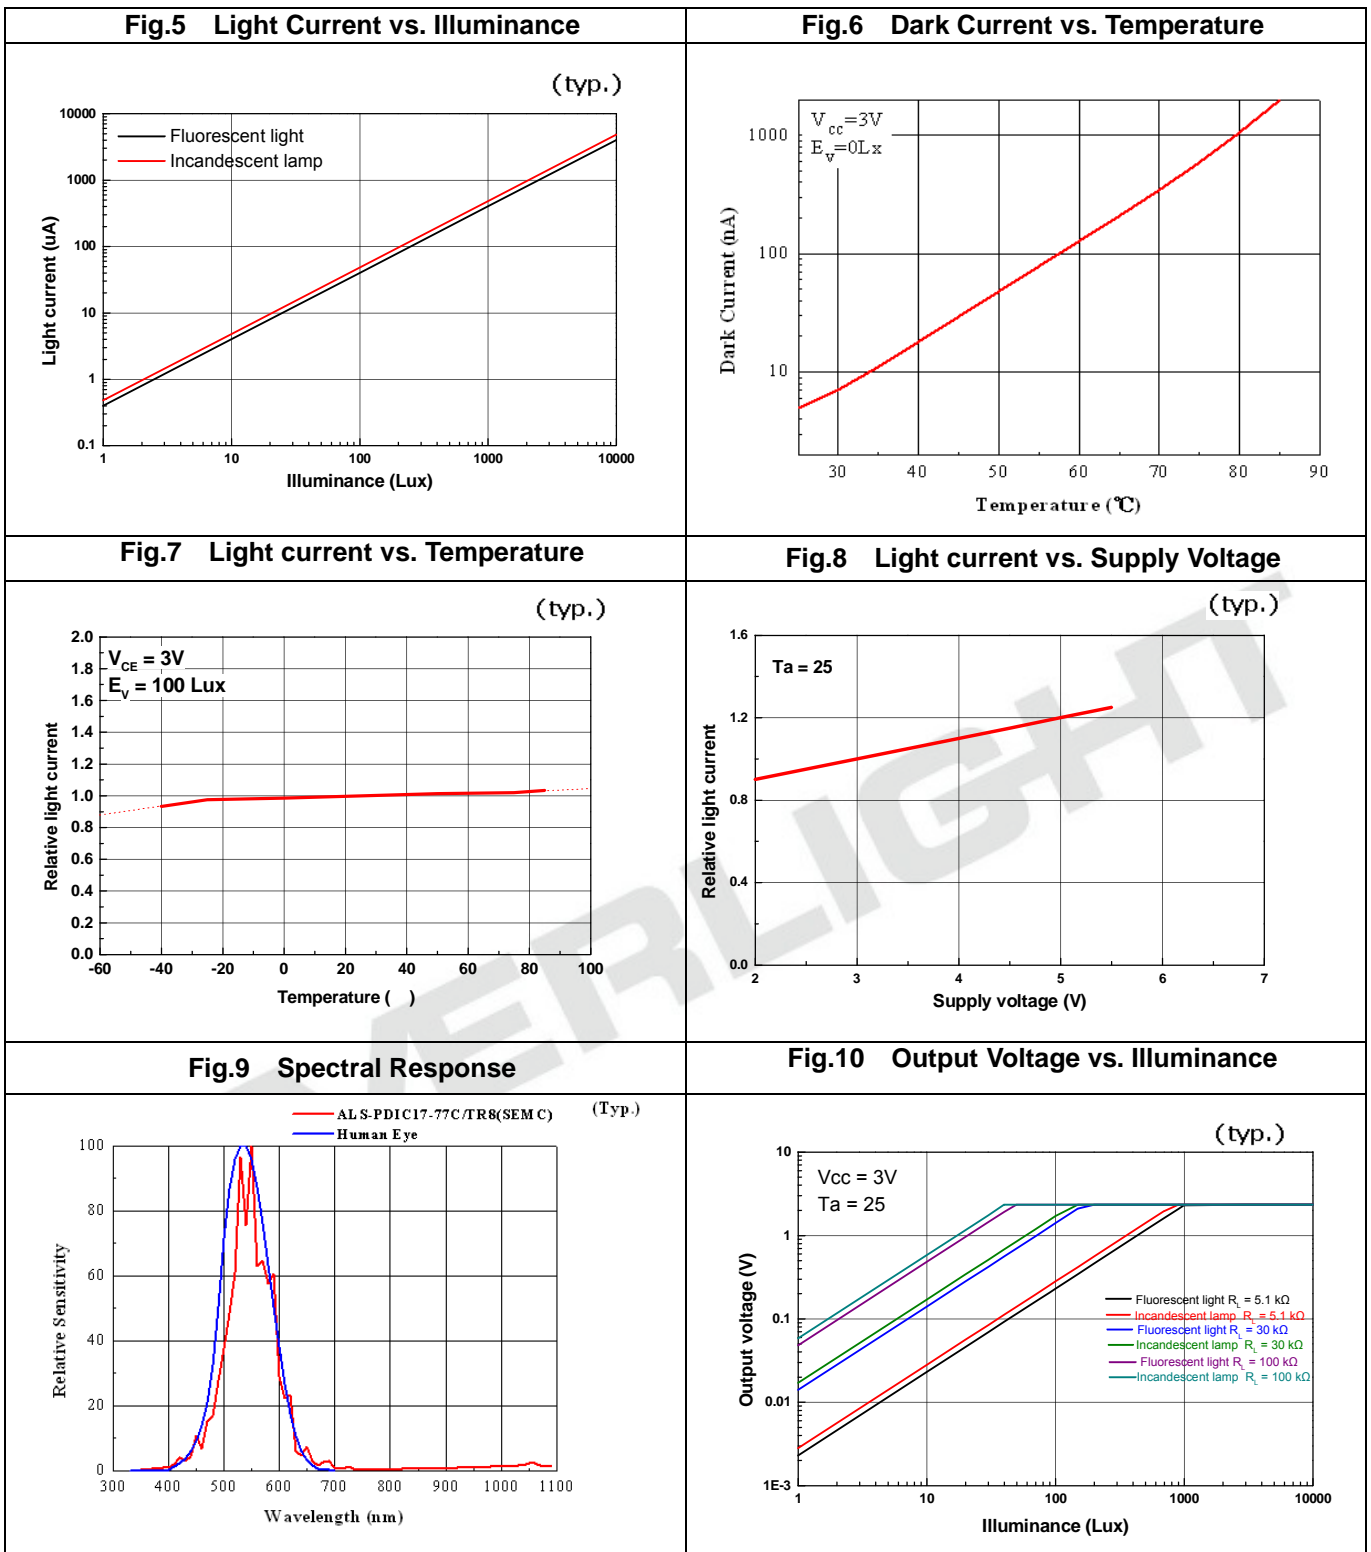 Fig.5 Light Current vs. Illuminance
(typ.)
10000
1000
100
10
1
0.1
Fluorescent light
Incandescent lamp
Light current (uA)
1 10 100 1000 10000
Illuminance (Lux)
Fig.6 Dark Current vs. Temperature
Vcc=3V
Ev=0Lx
1000
100
10
Dark Current (nA)
30 40 50 60 70 80 90
Temperature (℃)
Fig.7 Light current vs. Temperature
(typ.)
VCE = 3V
EV = 100 Lux
2.0
1.8
1.6
1.4
1.2
1.0
0.8
0.6
0.4
0.2
0.0
Relative light current
-60 -40 -20 0 20 40 60 80 100
Temperature ( )
Fig.8 Light current vs. Supply Voltage
(typ.)
Ta = 25
1.6
1.2
0.8
0.4
0.0
Relative light current
2 3 4 5 6 7
Supply voltage (V)
Fig.9 Spectral Response
(Typ.)
ALS-PDIC17-77C/TR8(SEMC)
Human Eye
100
80
60
40
20
0
Relative Sensitivity
300 400 500 600 700 800 900 1000 1100
Wavelength (nm)
Fig.10 Output Voltage vs. Illuminance
(typ.)
Vcc = 3V
Ta = 25
10
1
0.1
0.01
1E-3
Output voltage (V)
Fluorescent light RL = 5.1 kΩ
Incandescent lamp RL = 5.1 kΩ
Fluorescent light RL = 30 kΩ
Incandescent lamp RL = 30 kΩ
Fluorescent light RL = 100 kΩ
Incandescent lamp RL = 100 kΩ
1 10 100 1000 10000
Illuminance (Lux)
VERLIGHT